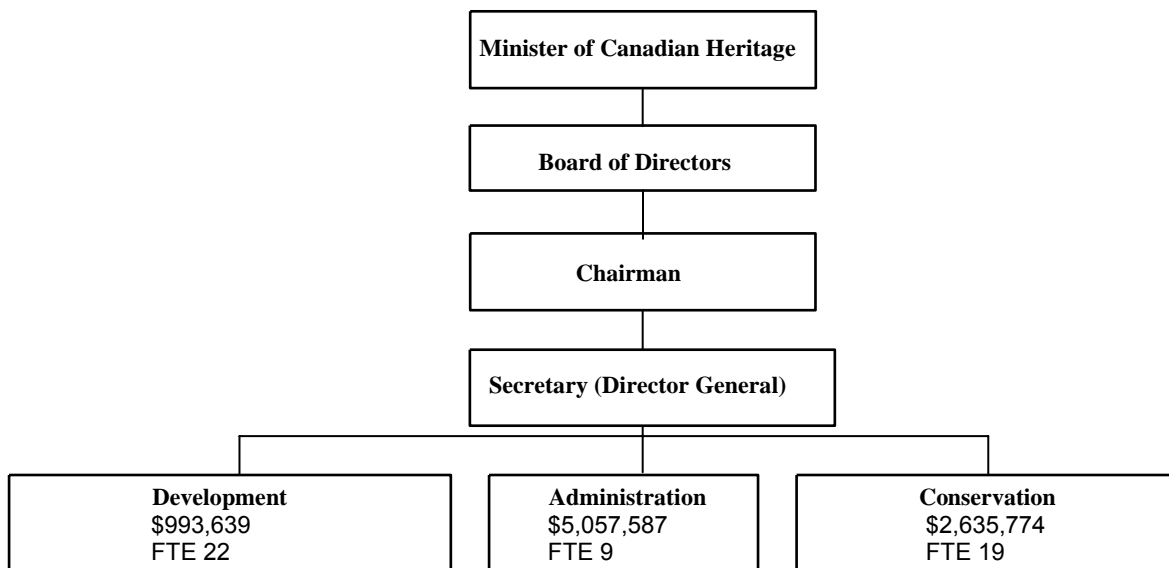 Minister of Canadian Heritage
Board of Directors
Chairman
Secretary (Director General)
Development
$993,639
FTE 22
Administration
$5,057,587
FTE 9
Conservation
$2,635,774
FTE 19